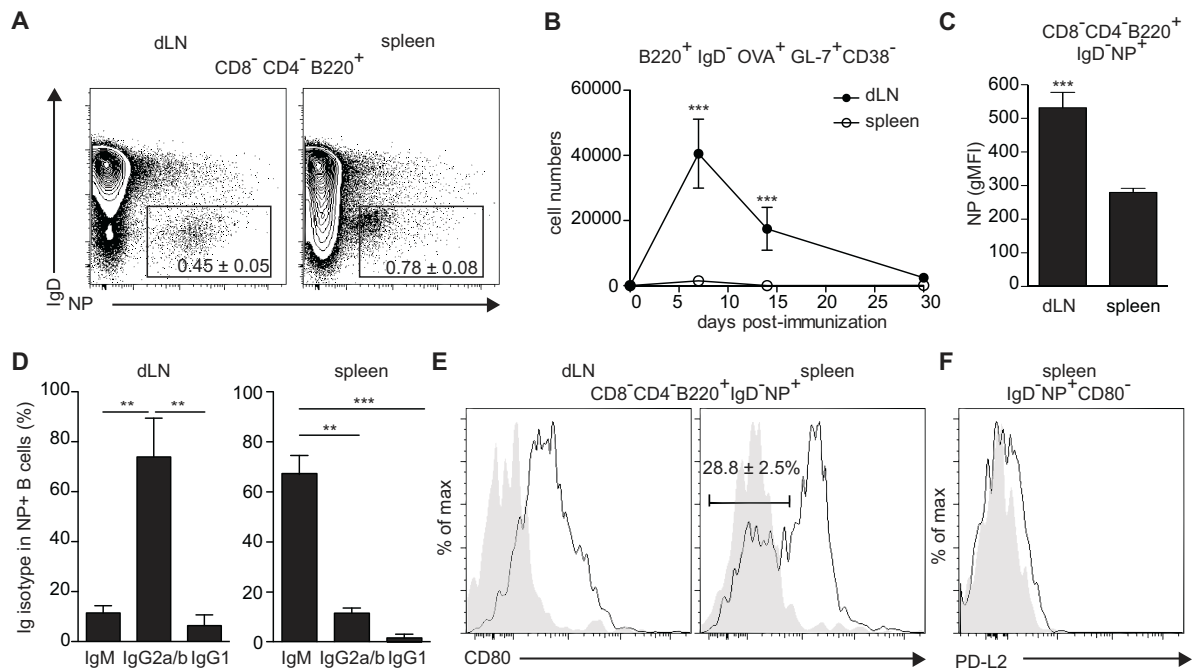 A
dLN
spleen
CD8⁻ CD4⁻ B220⁺
0.45 ± 0.05
0.78 ± 0.08
IgD
NP
B
B220⁺ IgD⁻ OVA⁺ GL-7⁺CD38⁻
dLN
spleen
***
***
60000
40000
20000
0
cell numbers
0 5 10 15 20 25 30
days post-immunization
C
CD8⁻CD4⁻B220⁺
IgD⁻NP⁺
***
600
500
400
300
200
100
0
NP (gMFI)
dLN spleen
D
dLN
spleen
100
80
60
40
20
0
Ig isotype in NP+ B cells (%)
** **
IgM IgG2a/b IgG1
100
80
60
40
20
0
***
**
IgM IgG2a/b IgG1
E
dLN
spleen
CD8⁻CD4⁻B220⁺IgD⁻NP⁺
28.8 ± 2.5%
% of max
CD80
F
spleen
IgD⁻NP⁺CD80⁻
% of max
PD-L2